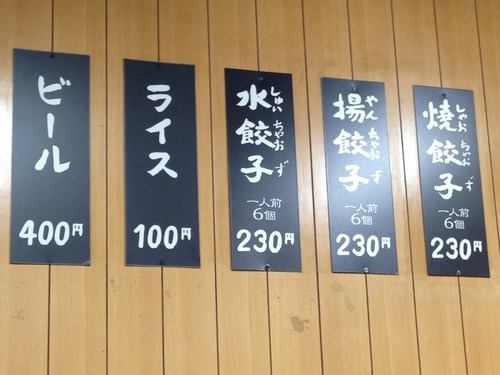 ビール
400円
ライス
100円
水餃子
しゅいちゃおず
一人前
6個
230円
揚餃子
やんちゃおず
一人前
6個
230円
焼餃子
しゃおちゃおず
一人前
6個
230円